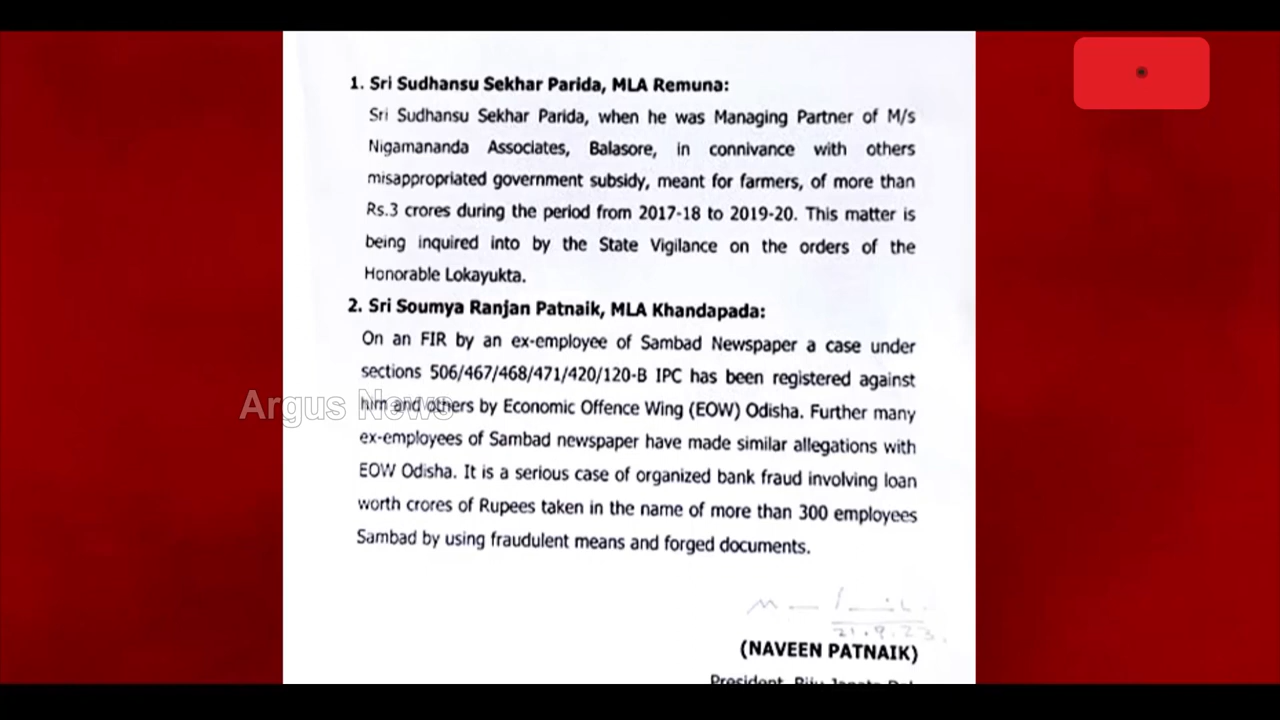 1. Sri Sudhansu Sekhar Parida, MLA Remuna:
Sri Sudhansu Sekhar Parida, when he was Managing Partner of M/s
Nigamananda Associates, Balasore, in connivance with others
misappropriated government subsidy, meant for farmers, of more than
Rs.3 crores during the period from 2017-18 to 2019-20. This matter is
being inquired into by the State Vigilance on the orders of the
Honorable Lokayukta.
2. Sri Soumya Ranjan Patnaik, MLA Khandapada:
On an FIR by an ex-employee of Sambad Newspaper a case under
sections 506/467/468/471/420/120-B IPC has been registered against
him and others by Economic Offence Wing (EOW) Odisha. Further many
Argus News
ex-employees of Sambad newspaper have made similar allegations with
EOW Odisha. It is a serious case of organized bank fraud involving loan
worth crores of Rupees taken in the name of more than 300 employees
Sambad by using fraudulent means and forged documents.
21.9.23.
(NAVEEN PATNAIK)
President, Biju Janata